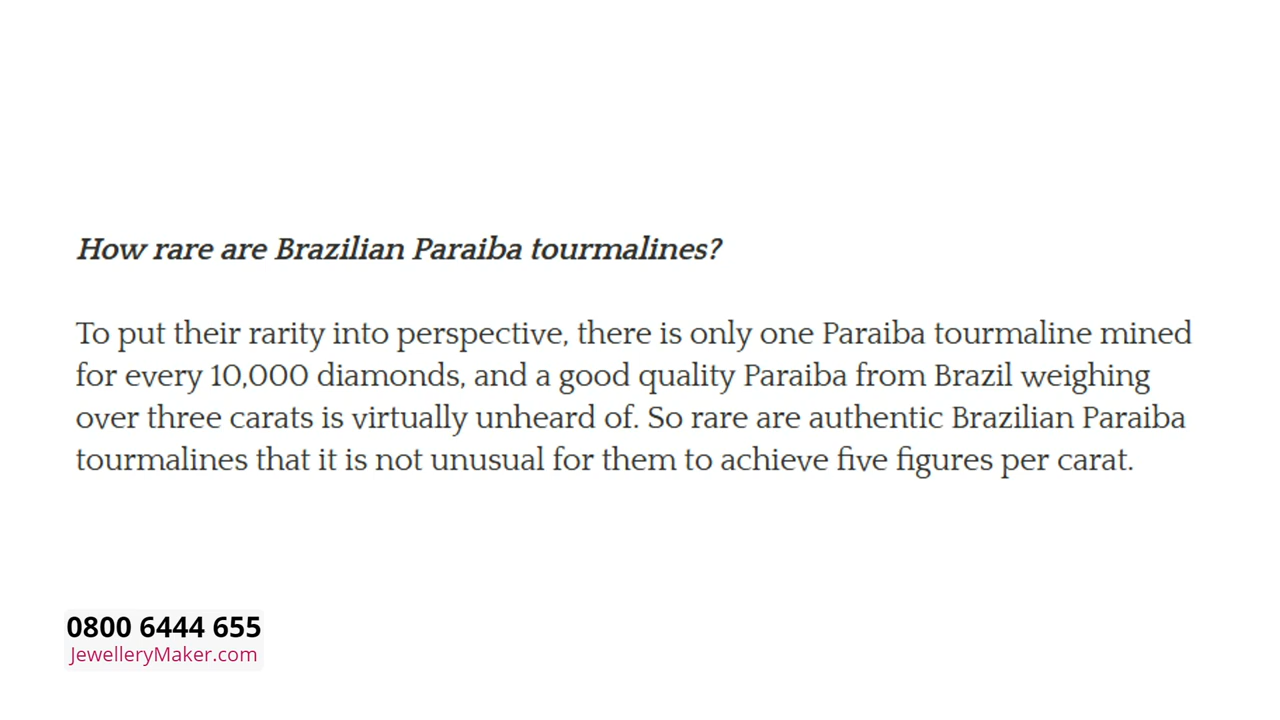 How rare are Brazilian Paraiba tourmalines?
To put their rarity into perspective, there is only one Paraiba tourmaline mined
for every 10,000 diamonds, and a good quality Paraiba from Brazil weighing
over three carats is virtually unheard of. So rare are authentic Brazilian Paraiba
tourmalines that it is not unusual for them to achieve five figures per carat.
0800 6444 655
JewelleryMaker.com